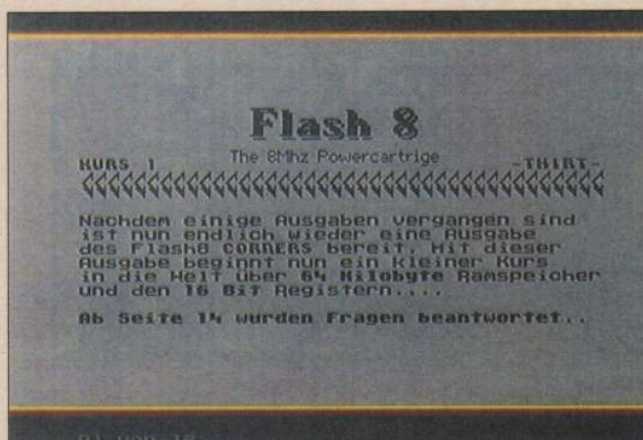 Flash 8
The 8Mhz Powercartrige
KURS 1 -THIRT-
Nachdem einige Ausgaben vergangen sind
ist nun endlich wieder eine Ausgabe
des Flash8 CORNERS bereit. Mit dieser
Ausgabe beginnt nun ein kleiner Kurs
in die Welt über 64 Kilobyte Ramspeicher
und den 16 Bit Registern....
Ab Seite 14 wurden Fragen beantwortet..